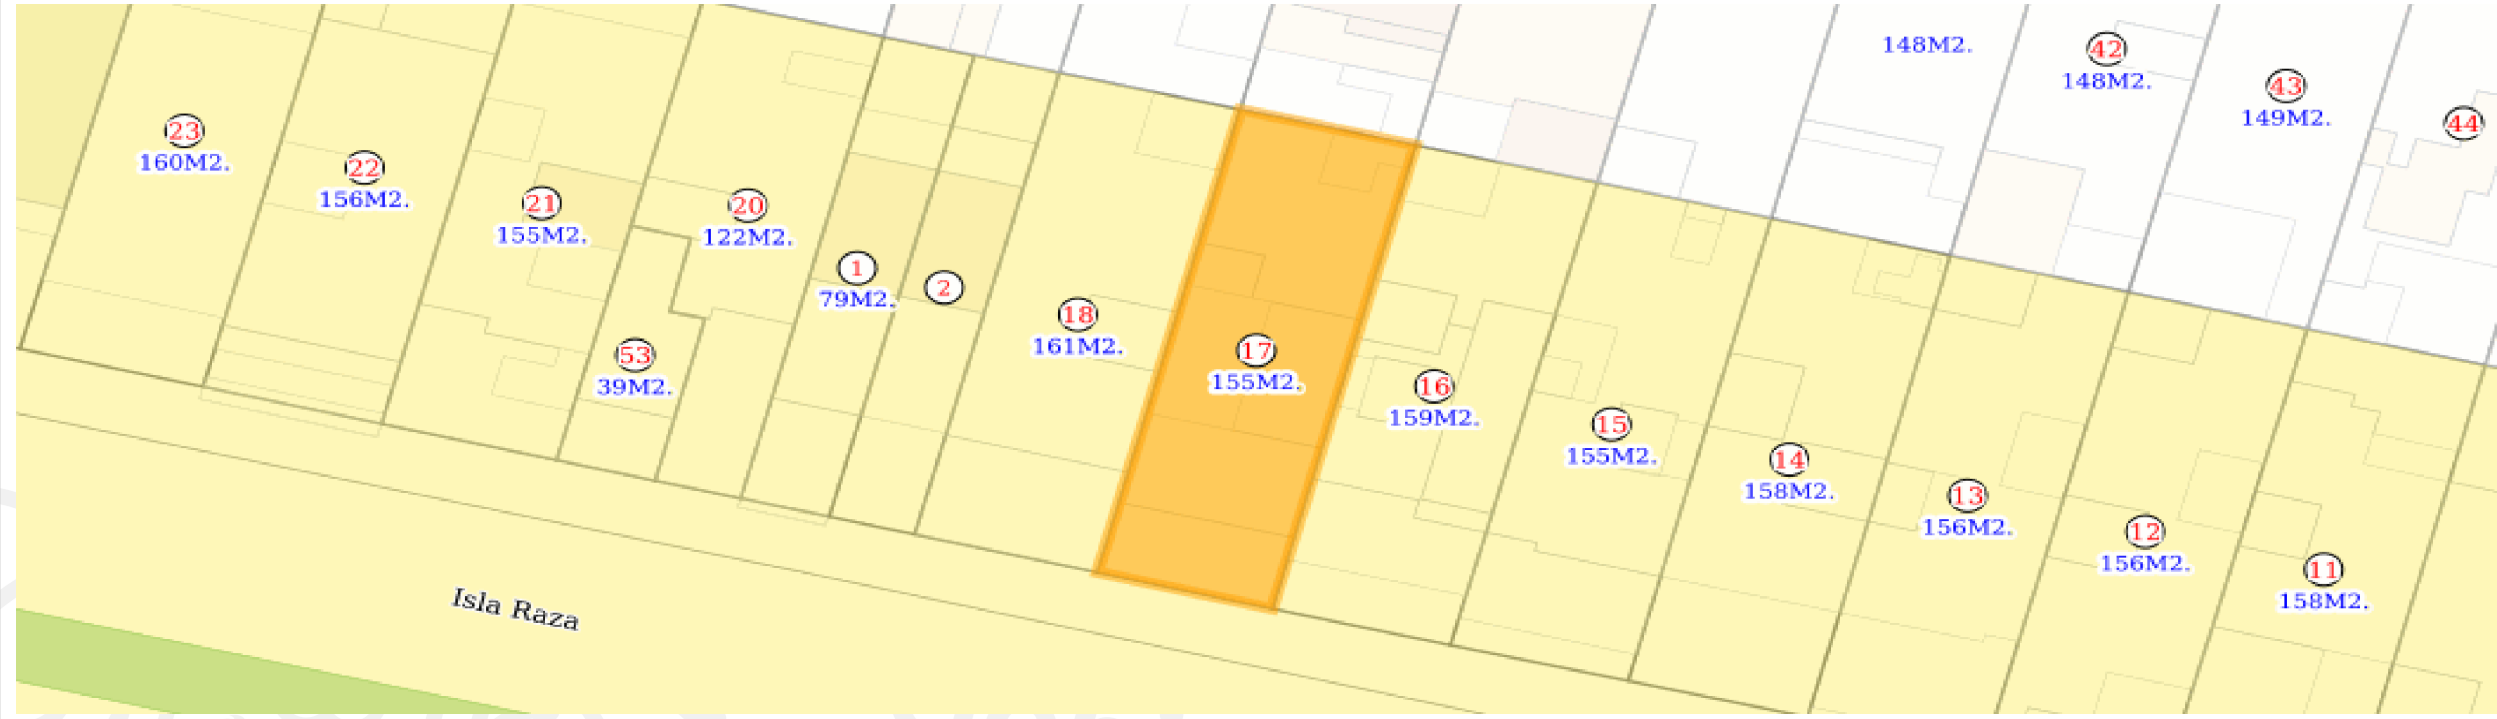 148M2.
42
148M2.
43
149M2.
44
23
160M2.
22
156M2.
21
155M2.
20
122M2.
1
79M2.
2
53
39M2.
18
161M2.
17
155M2.
16
159M2.
15
155M2.
14
158M2.
13
156M2.
12
156M2.
11
158M2.
Isla Raza